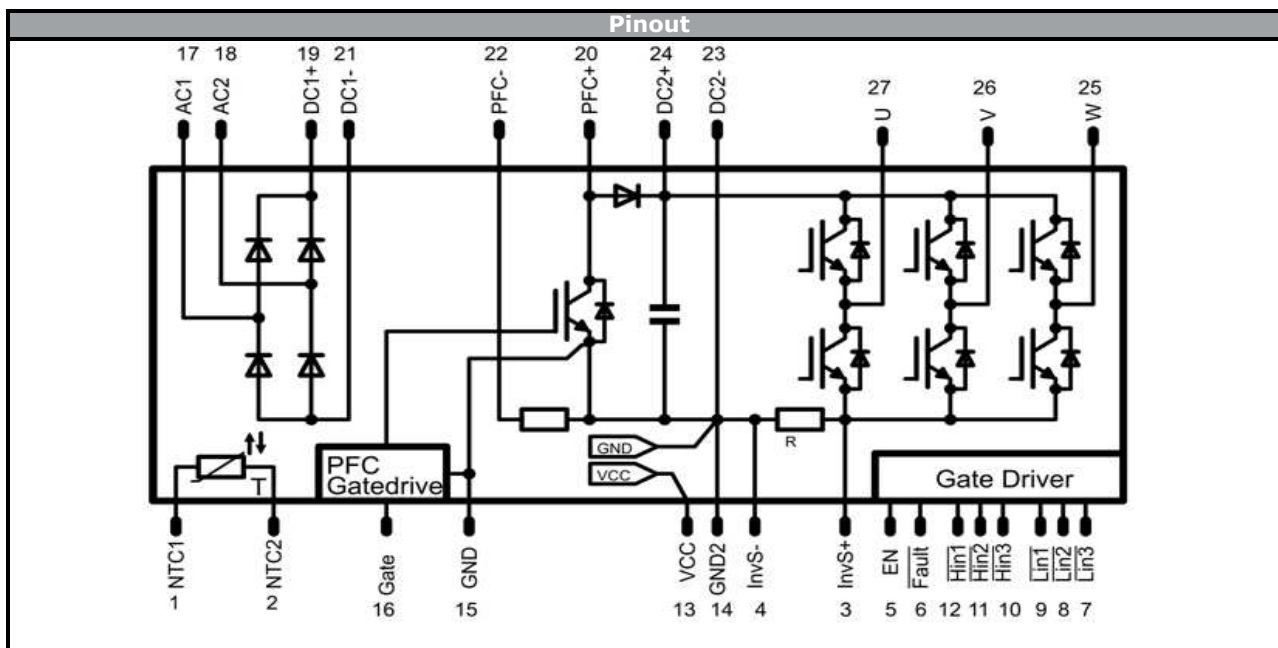 Pinout
17 18 19 21 22 20 24 23
AC1 AC2 DC1+ DC1- PFC- PFC+ DC2+ DC2-
27 26 25
U V W
R
GND
VCC
T
PFC
Gatedrive
Gate Driver
NTC1 NTC2 Gate GND VCC GND2 InvS- InvS+ EN Fault Hin1 Hin2 Hin3 Lin1 Lin2 Lin3
1 2 16 15 13 14 4 3 5 6 12 11 10 9 8 7